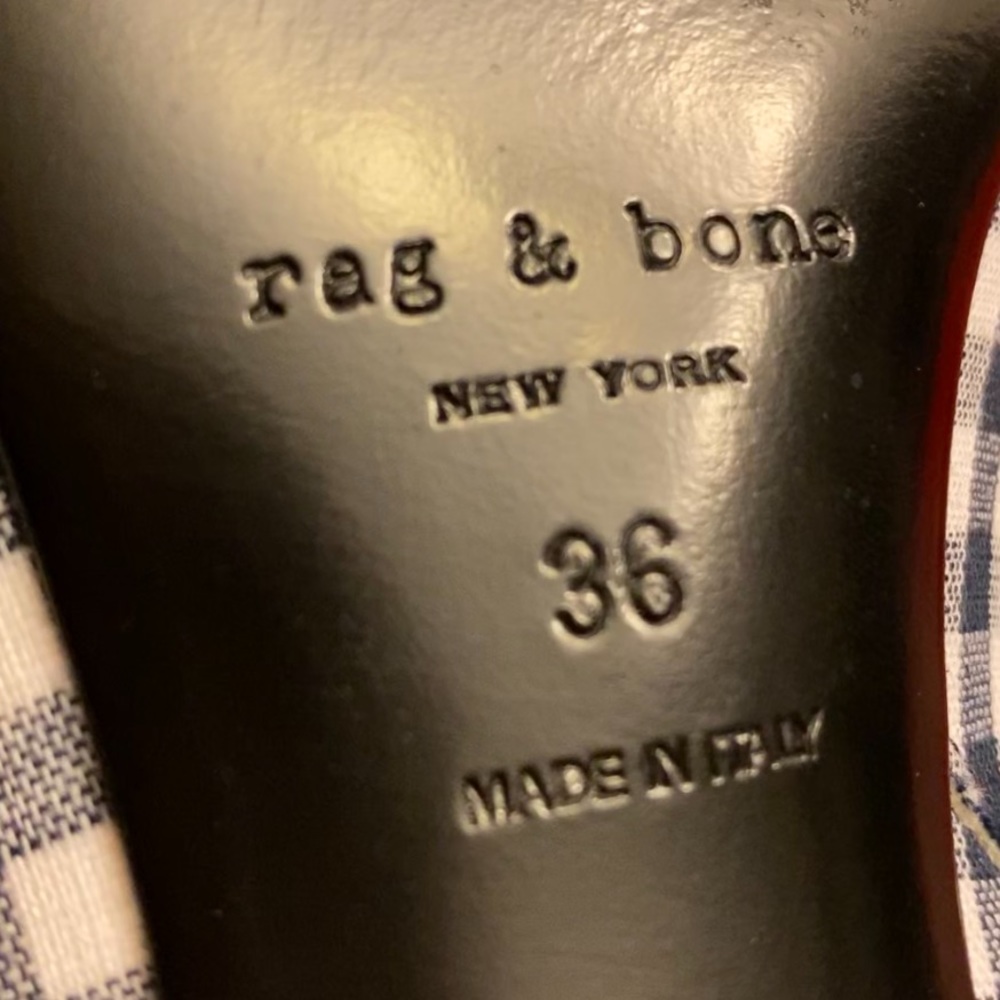 rag & bone
NEW YORK
36
MADE IN ITALY